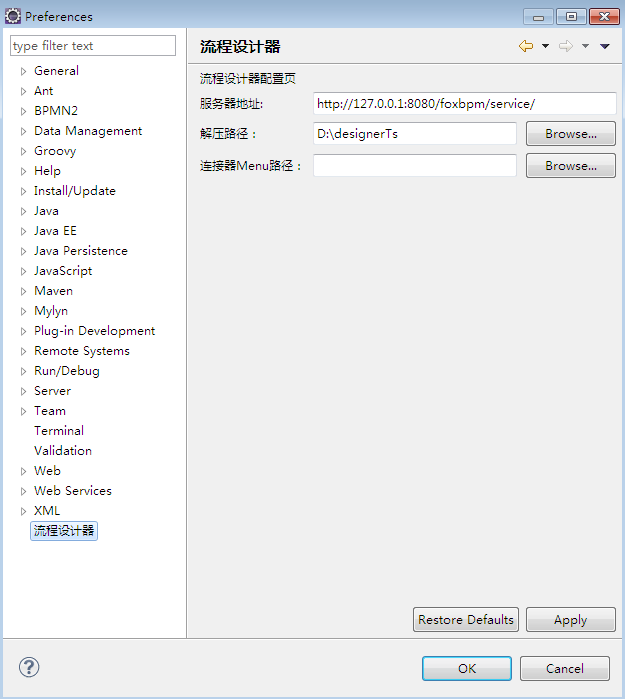 Preferences
type filter text
General
Ant
BPMN2
Data Management
Groovy
Help
Install/Update
Java
Java EE
Java Persistence
JavaScript
Maven
Mylyn
Plug-in Development
Remote Systems
Run/Debug
Server
Team
Terminal
Validation
Web
Web Services
XML
流程设计器
流程设计器
流程设计器配置页
服务器地址: http://127.0.0.1:8080/foxbpm/service/
解压路径： D:\designerTs Browse...
连接器Menu路径： Browse...
Restore Defaults Apply
? OK Cancel